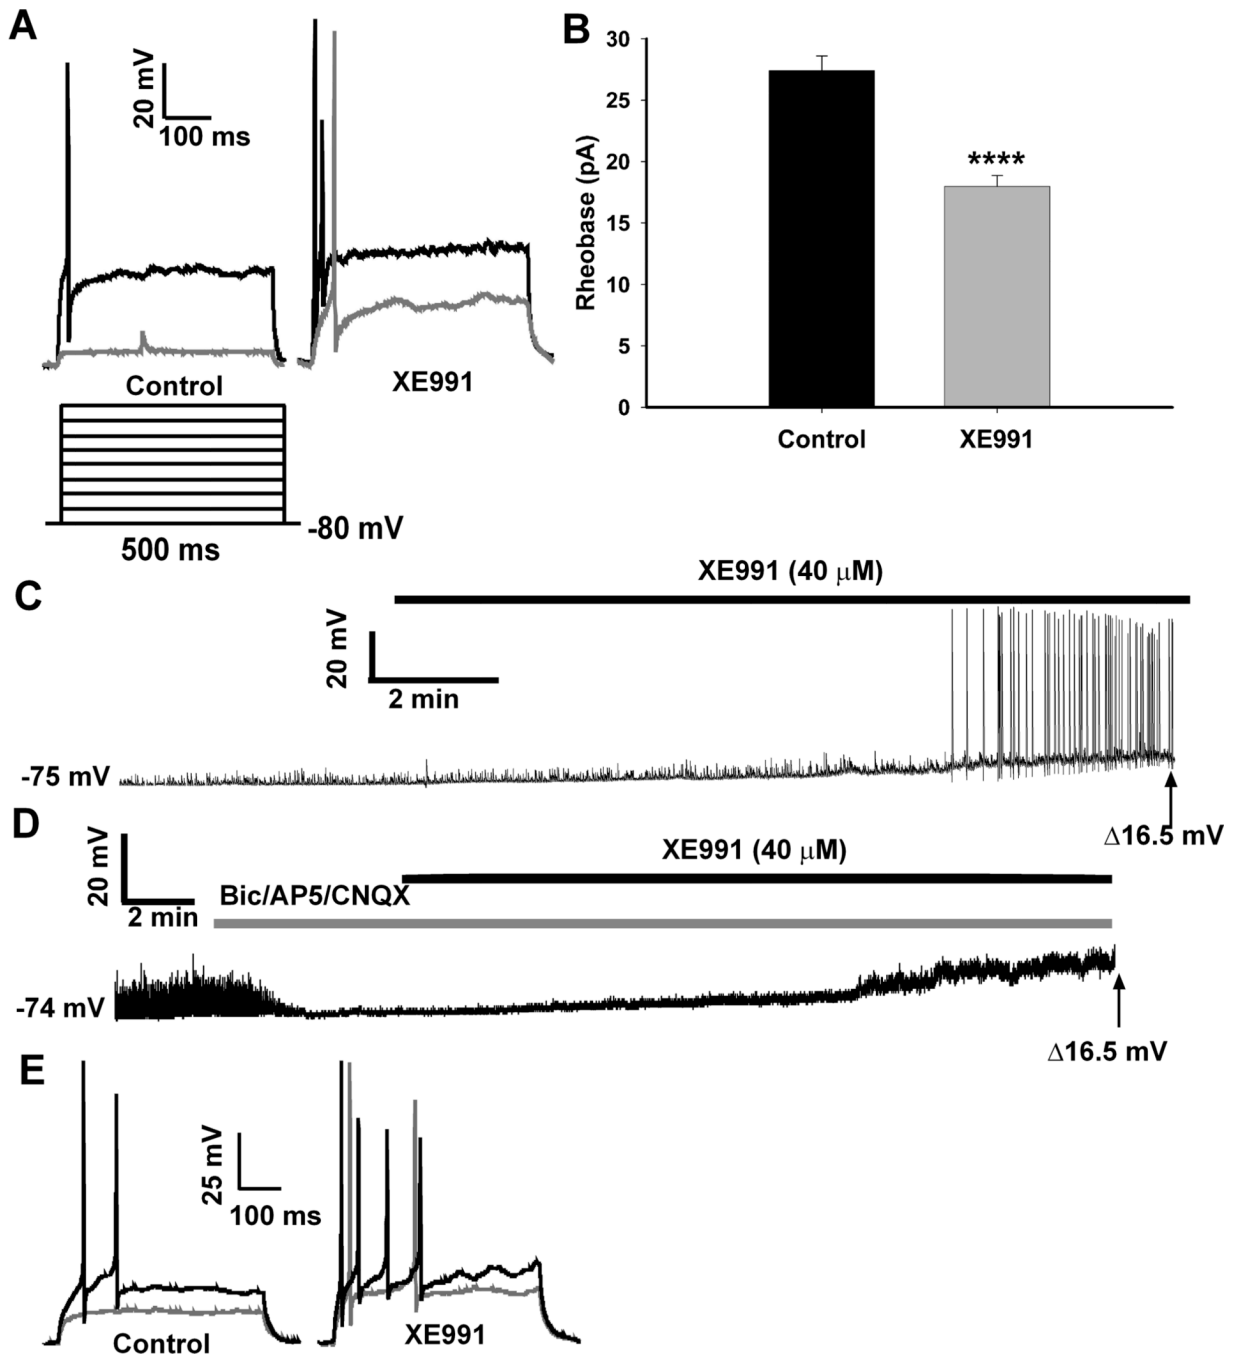 A
20 mV
100 ms
Control
XE991
-80 mV
500 ms
B
Rheobase (pA)
30
25
20
15
10
5
0
****
Control
XE991
C
XE991 (40 μM)
20 mV
2 min
-75 mV
Δ16.5 mV
D
20 mV
2 min
XE991 (40 μM)
Bic/AP5/CNQX
-74 mV
Δ16.5 mV
E
25 mV
100 ms
Control
XE991